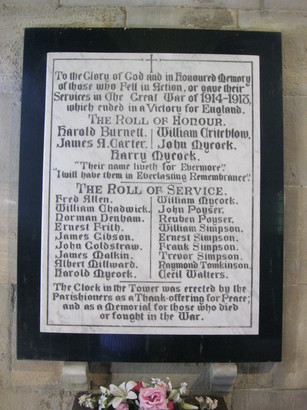 To the Glory of God and in Honoured Memory
of those who Fell in Action, or gave their
Services in The Great War of 1914-1918,
which ended in a Victory for England.
THE ROLL OF HONOUR.
Harold Burnell. William Critchlow.
James A. Carter. John Mycock.
Harry Mycock.
"Their name liveth for Evermore".
"I will have them in Everlasting Remembrance".
THE ROLL OF SERVICE.
Fred Allen. William Mycock.
William Chadwick. John Poyser.
Norman Denham. Reuben Poyser.
Ernest Frith. William Simpson.
James Gibson. Ernest Simpson.
John Goldstraw. Frank Simpson.
James Malkin. Trevor Simpson.
Albert Millward. Raymond Tomkinson.
Harold Mycock. Cecil Walters.
The Clock in the Tower was erected by the
Parishioners as a Thank-offering for Peace;
and as a Memorial for those who died
or fought in the War.